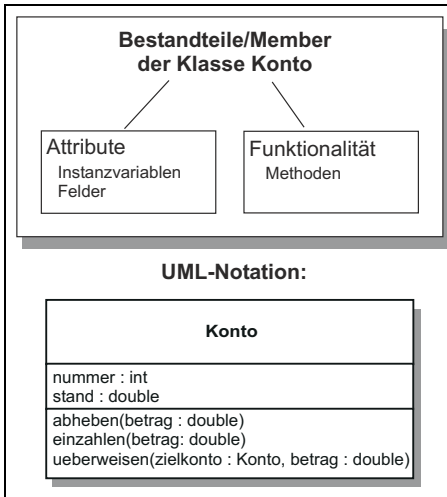 Bestandteile/Member
der Klasse Konto
Attribute
Instanzvariablen
Felder
Funktionalität
Methoden
UML-Notation:
Konto
nummer : int
stand : double
abheben(betrag : double)
einzahlen(betrag: double)
ueberweisen(zielkonto : Konto, betrag : double)